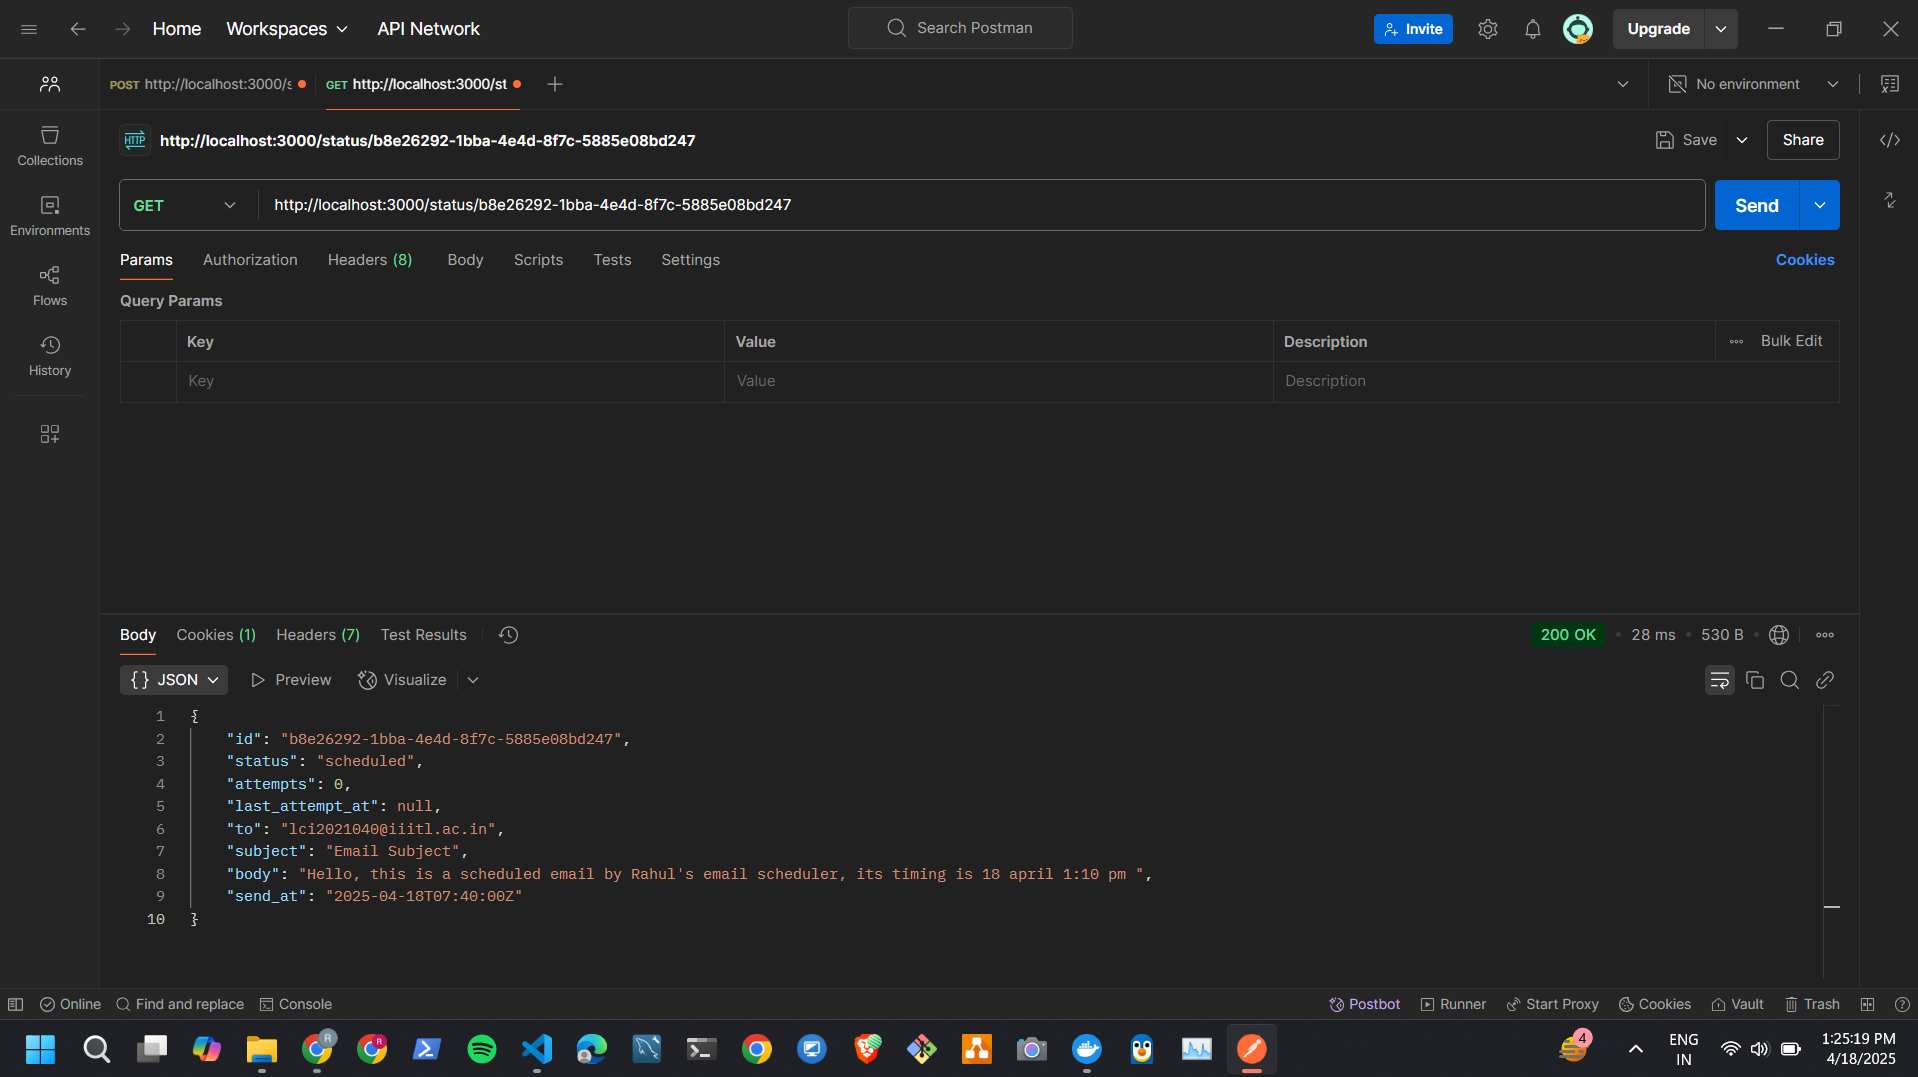 Home Workspaces API Network Search Postman Invite Upgrade
POST http://localhost:3000/s GET http://localhost:3000/st No environment
HTTP http://localhost:3000/status/b8e26292-1bba-4e4d-8f7c-5885e08bd247 Save Share
Collections
Environments
Flows
History
GET http://localhost:3000/status/b8e26292-1bba-4e4d-8f7c-5885e08bd247 Send
Params Authorization Headers (8) Body Scripts Tests Settings Cookies
Query Params
Key Value Description Bulk Edit
Key Value Description
Body Cookies (1) Headers (7) Test Results 200 OK • 28 ms • 530 B •
{} JSON Preview Visualize
1 {
2 "id": "b8e26292-1bba-4e4d-8f7c-5885e08bd247",
3 "status": "scheduled",
4 "attempts": 0,
5 "last_attempt_at": null,
6 "to": "lci2021040@iiitl.ac.in",
7 "subject": "Email Subject",
8 "body": "Hello, this is a scheduled email by Rahul's email scheduler, its timing is 18 april 1:10 pm ",
9 "send_at": "2025-04-18T07:40:00Z"
10 }
Online Find and replace Console Postbot Runner Start Proxy Cookies Vault Trash
R R 4 ENG 1:25:19 PM
IN 4/18/2025